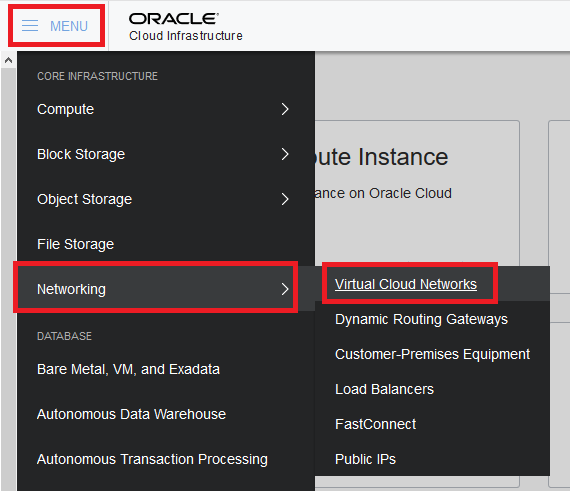 MENU
ORACLE
Cloud Infrastructure
CORE INFRASTRUCTURE
Compute
Block Storage
Object Storage
File Storage
Networking
DATABASE
Bare Metal, VM, and Exadata
Autonomous Data Warehouse
Autonomous Transaction Processing
Virtual Cloud Networks
Dynamic Routing Gateways
Customer-Premises Equipment
Load Balancers
FastConnect
Public IPs
Instance
on Oracle Cloud